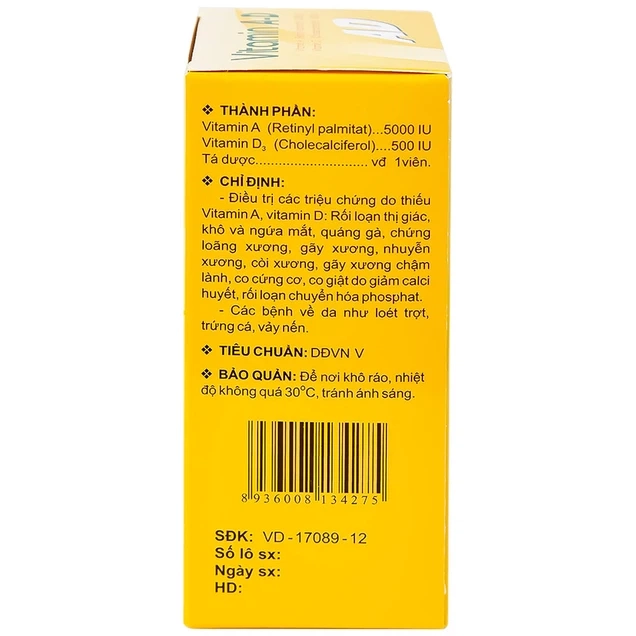 Vitamin A-D
❖ THÀNH PHẦN:
Vitamin A (Retinyl palmitat)...5000 IU
Vitamin D3 (Cholecalciferol)....500 IU
Tá dược............................ vđ 1viên.
❖ CHỈ ĐỊNH:
- Điều trị các triệu chứng do thiếu
Vitamin A, vitamin D: Rối loạn thị giác,
khô và ngứa mắt, quáng gà, chứng
loãng xương, gãy xương, nhuyễn
xương, còi xương, gãy xương chậm
lành, co cứng cơ, co giật do giảm calci
huyết, rối loạn chuyển hóa phosphat.
- Các bệnh về da như loét trợt,
trứng cá, vảy nến.
❖ TIÊU CHUẨN: DĐVN V
❖ BẢO QUẢN: Để nơi khô ráo, nhiệt
độ không quá 30°C, tránh ánh sáng.
8 936008 134275
SĐK: VD -17089 -12
Số lô sx:
Ngày sx:
HD: